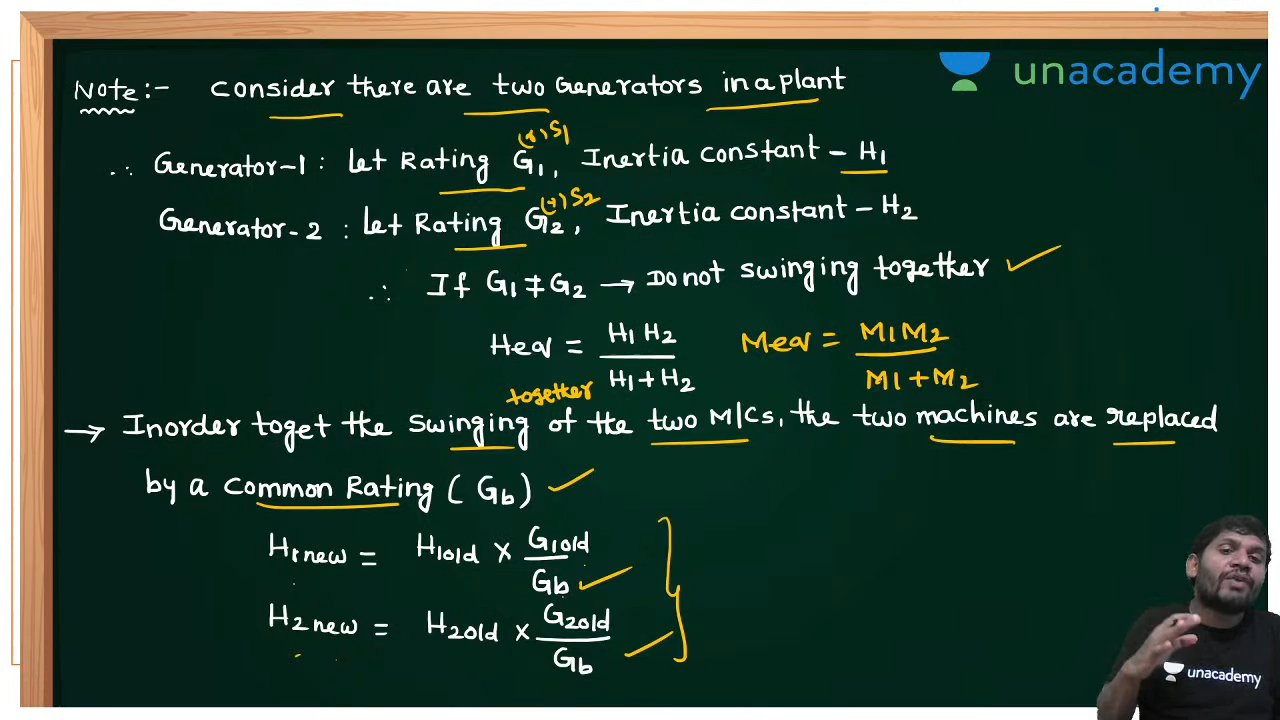 Note:- Consider there are two Generators in a plant
unacademy
∴ Generator-1: Let Rating G1, Inertia constant - H1
(or) S1
Generator-2 : Let Rating G2, Inertia constant - H2
(or) S2
∴ If G1 ≠ G2 → Do not swinging together
Heq = H1 H2 / H1 + H2 Meq = M1 M2 / M1 + M2
together
→ Inorder toget the swinging of the two M/Cs, the two machines are replaced
by a Common Rating ( Gb )
H1new = H1old × G1old / Gb
H2new = H2old × G2old / Gb
unacademy